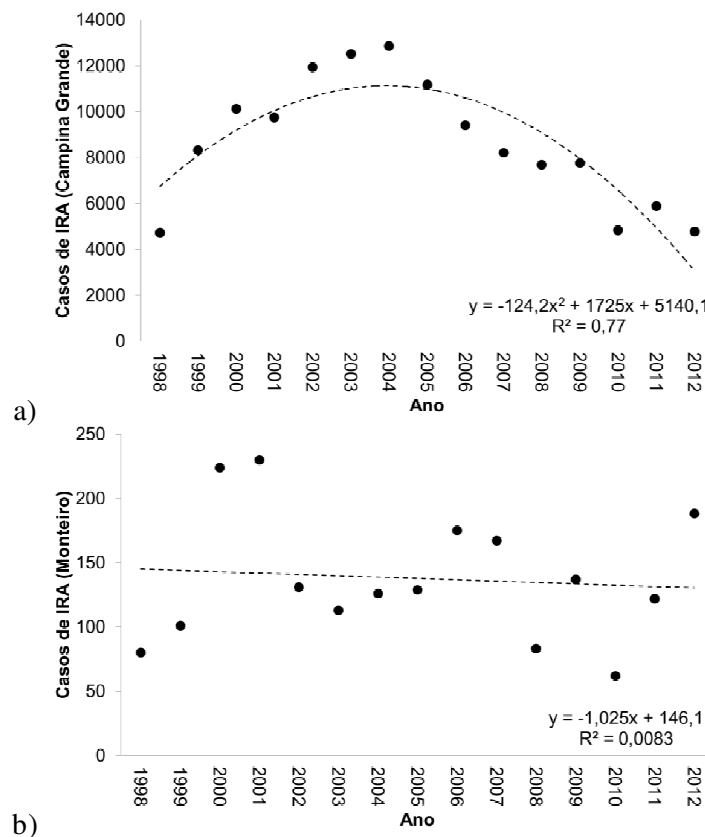 Casos de IRA (Campina Grande)
14000
12000
10000
8000
6000
4000
2000
0
y = -124,2x² + 1725x + 5140,1
R² = 0,77
1998 1999 2000 2001 2002 2003 2004 2005 2006 2007 2008 2009 2010 2011 2012
Ano
a)
Casos de IRA (Monteiro)
250
200
150
100
50
0
y = -1,025x + 146,1
R² = 0,0083
1998 1999 2000 2001 2002 2003 2004 2005 2006 2007 2008 2009 2010 2011 2012
Ano
b)